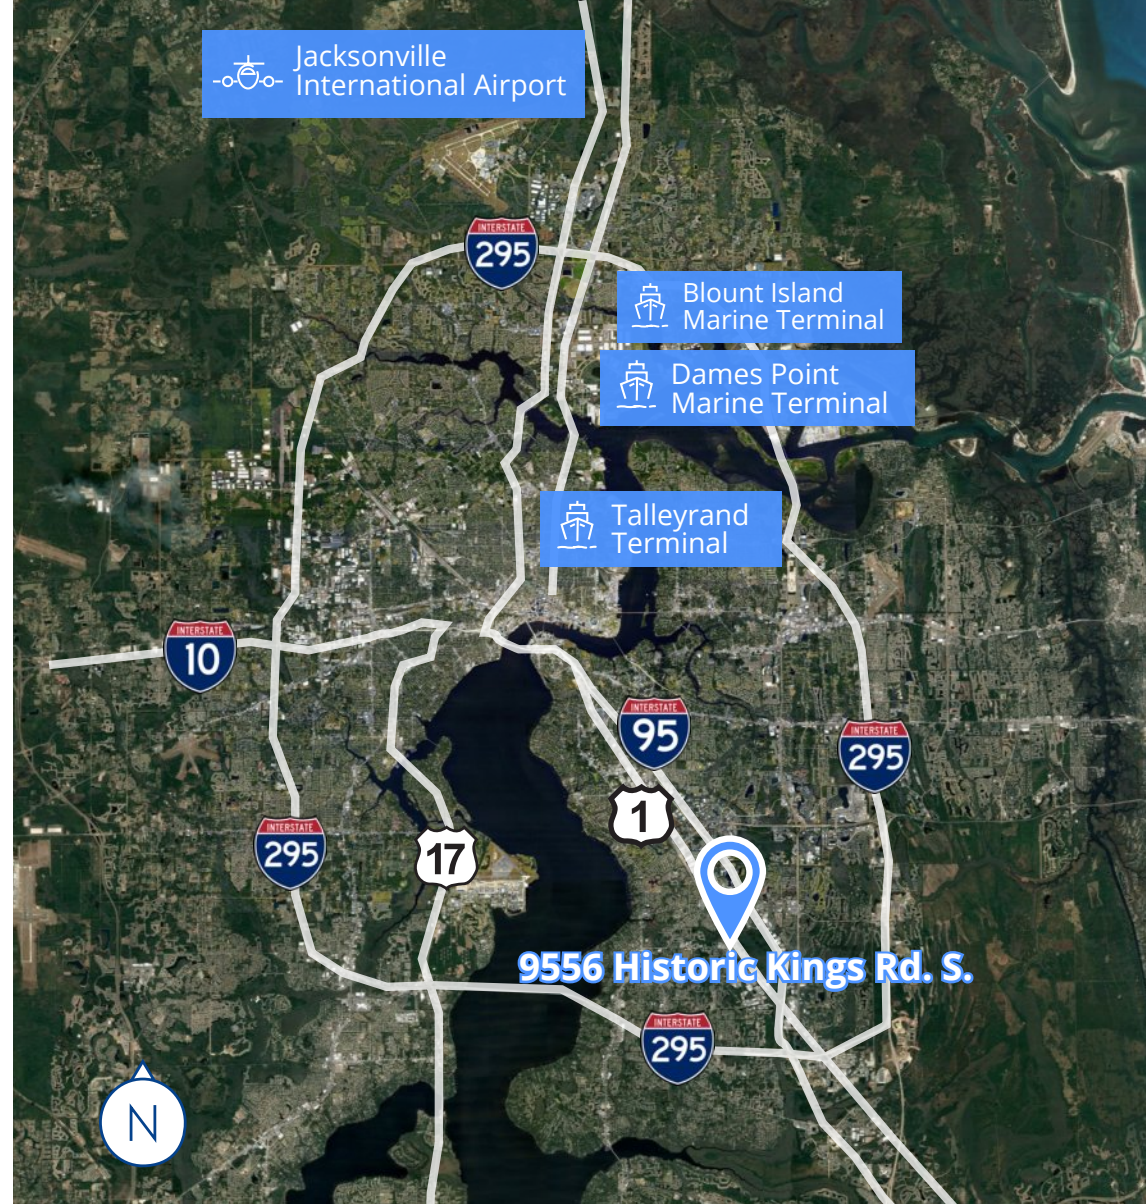 Jacksonville
International Airport
INTERSTATE
295
Blount Island
Marine Terminal
Dames Point
Marine Terminal
Talleyrand
Terminal
INTERSTATE
10
INTERSTATE
95
INTERSTATE
295
1
INTERSTATE
295
17
9556 Historic Kings Rd. S.
INTERSTATE
295
N